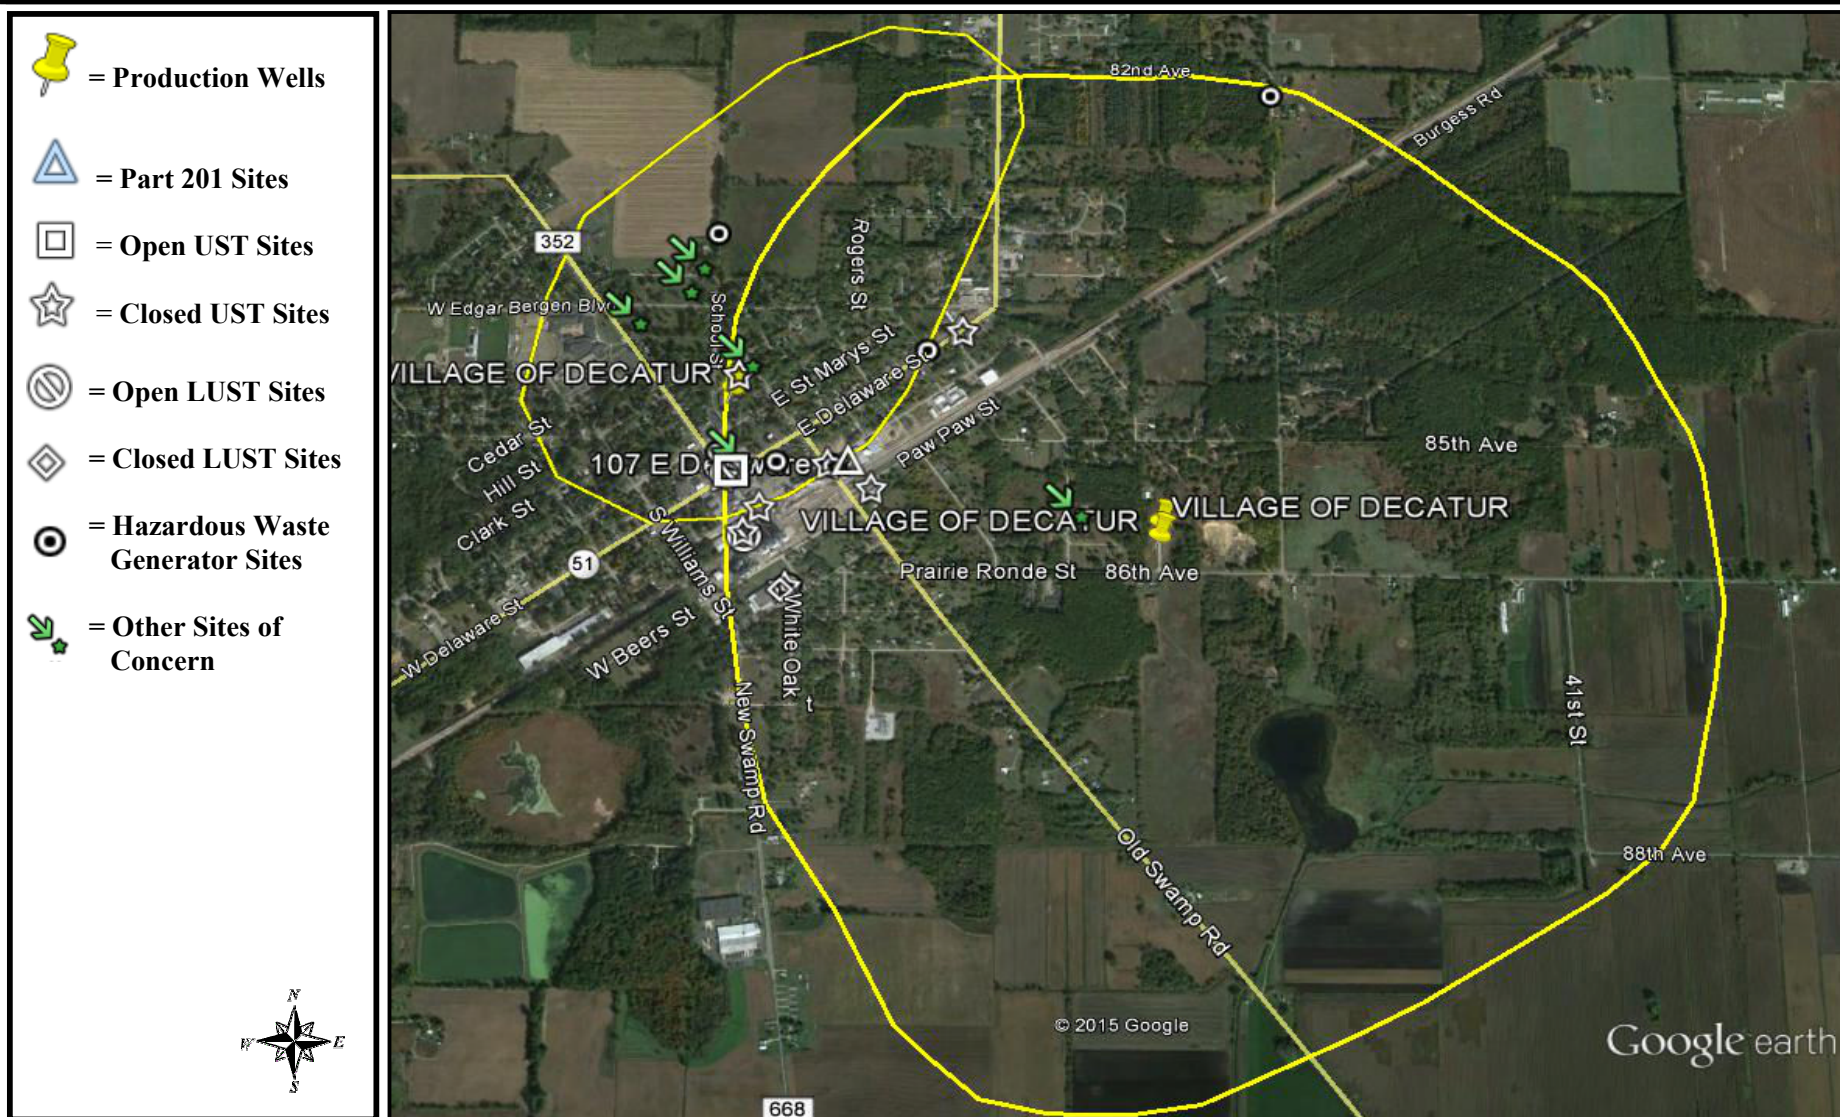 = Production Wells
= Part 201 Sites
= Open UST Sites
= Closed UST Sites
= Open LUST Sites
= Closed LUST Sites
= Hazardous Waste
Generator Sites
= Other Sites of
Concern
N
W E
S
82nd Ave
Burgess Rd
352
Rogers St
W Edgar Bergen Blv
School St
E St Marys St
VILLAGE OF DECATUR
E Delaware St
Paw Paw St
Cedar St
85th Ave
107 E Delaware
Hill St
Clark St
VILLAGE OF DECATUR
VILLAGE OF DECATUR
S Williams St
51
Prairie Ronde St
86th Ave
W Delaware St
W Beers St
White Oak
t
New Swamp Rd
41st St
Old Swamp Rd
88th Ave
© 2015 Google
Google earth
668